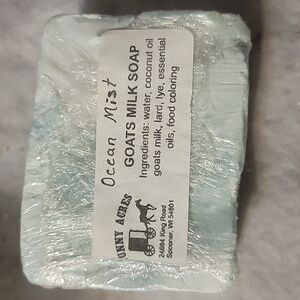 Ocean Mist
GOATS MILK SOAP
Ingredients: water, coconut oil
goats milk, lard, lye, essential
oils, food coloring
UNNY ACRES
24684 King Road
Spooner, WI 54801